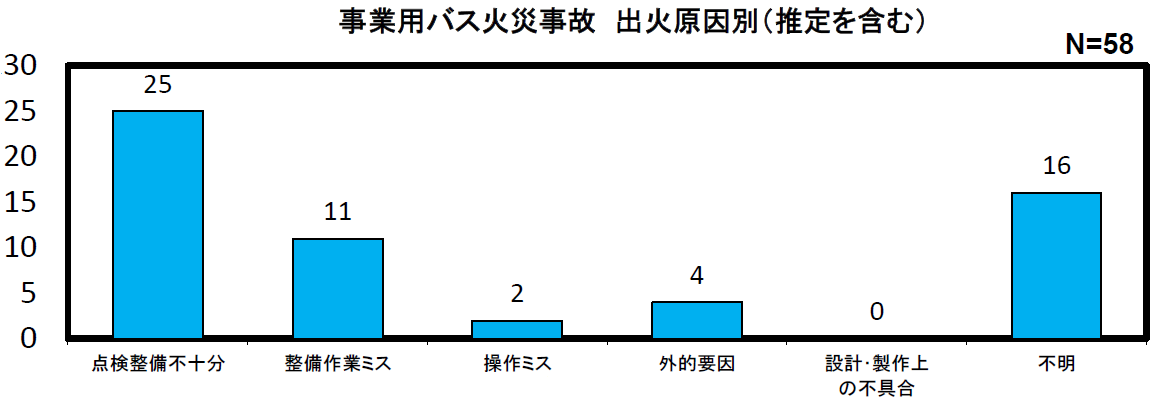 事業用バス火災事故 出火原因別(推定を含む)
N=58
30
25
20
15
10
5
0
25
11
2
4
0
16
点検整備不十分
整備作業ミス
操作ミス
外的要因
設計・製作上
の不具合
不明